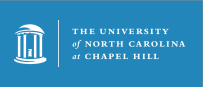 THE UNIVERSITY
of NORTH CAROLINA
at CHAPEL HILL